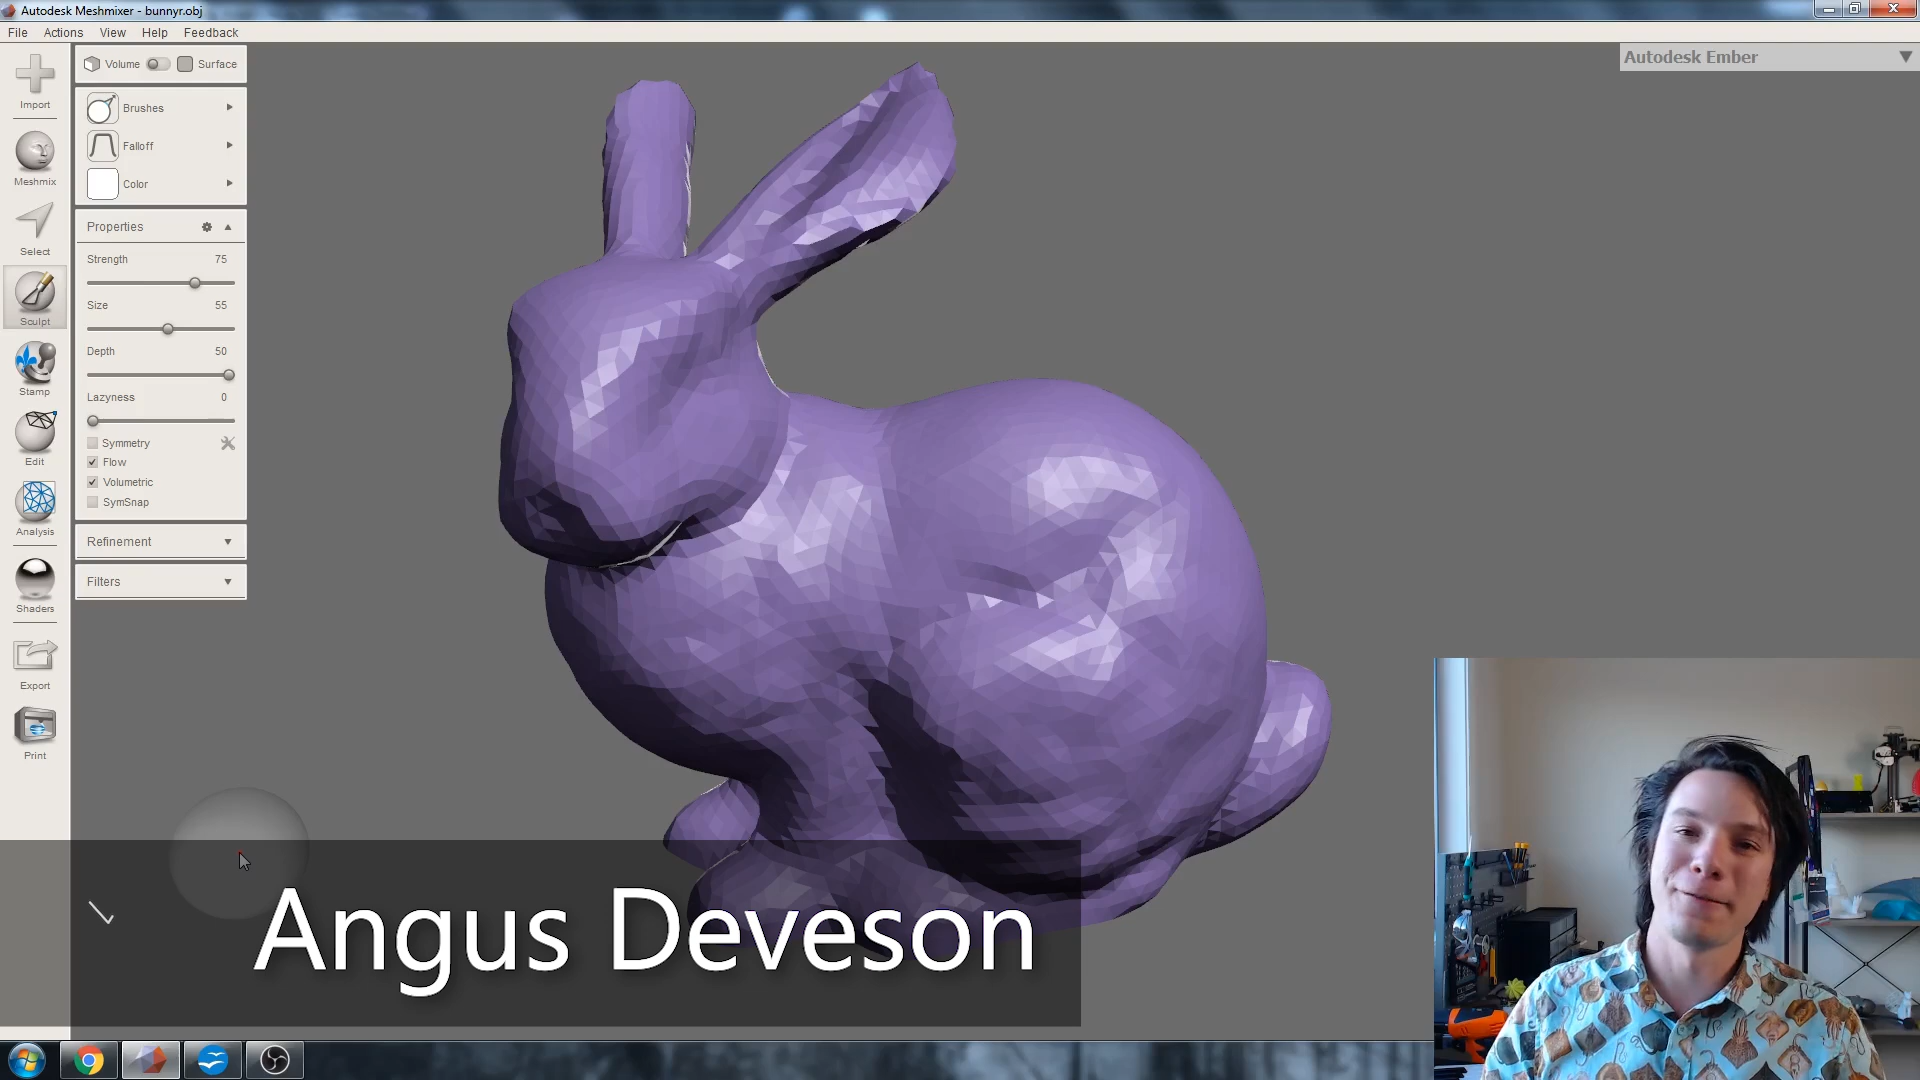 Autodesk Meshmixer - bunnyr.obj
File Actions View Help Feedback
Import
Meshmix
Select
Sculpt
Stamp
Edit
Analysis
Shaders
Export
Print
Volume Surface
Brushes
Falloff
Color
Properties
Strength 75
Size 55
Depth 50
Lazyness 0
Symmetry
Flow
Volumetric
SymSnap
Refinement
Filters
Autodesk Ember
Angus Deveson